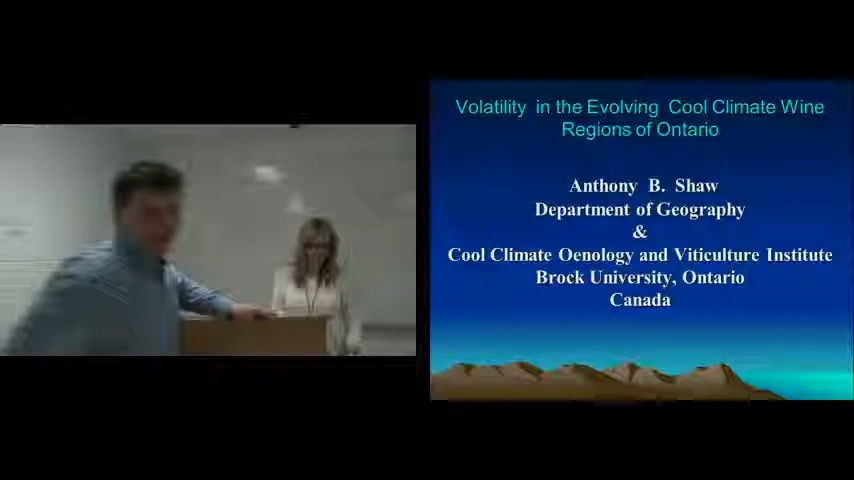 Volatility in the Evolving Cool Climate Wine
Regions of Ontario
Anthony B. Shaw
Department of Geography
&
Cool Climate Oenology and Viticulture Institute
Brock University, Ontario
Canada